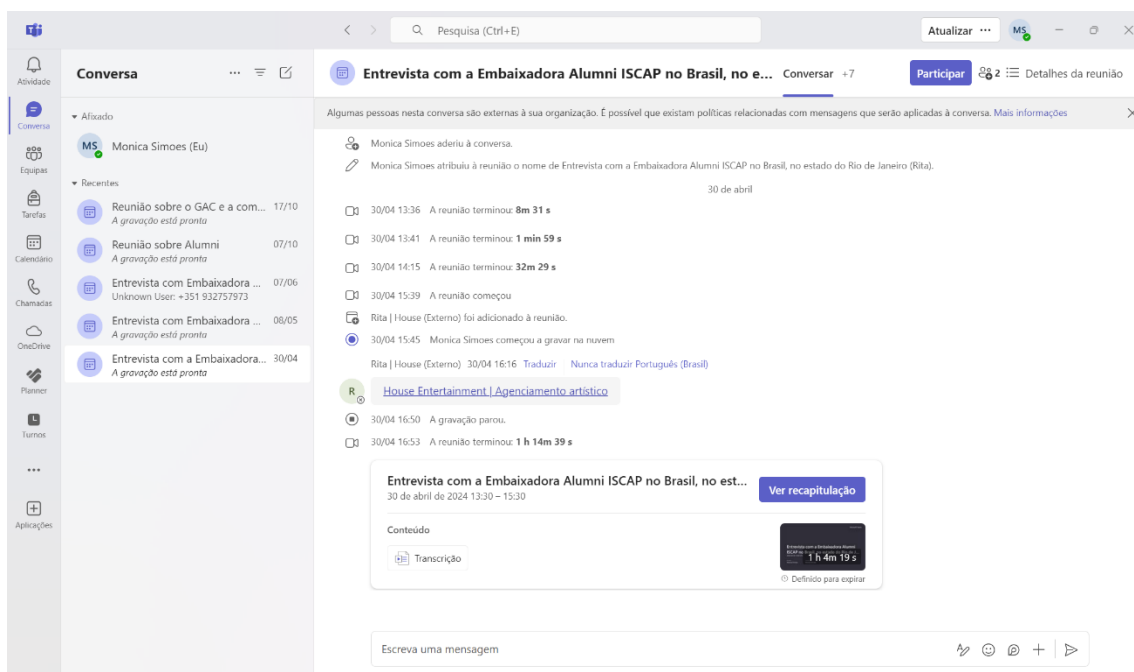 Pesquisa (Ctrl+E)
Atualizar ···
MS
Atividade
Conversa
Equipas
Tarefas
Calendário
Chamadas
OneDrive
Planner
Turnos
Aplicações
Conversa
Afixado
MS Monica Simoes (Eu)
Recentes
Reunião sobre o GAC e a com... 17/10
A gravação está pronta
Reunião sobre Alumni 07/10
A gravação está pronta
Entrevista com Embaixadora ... 07/06
Unknown User: +351 932757973
Entrevista com Embaixadora ... 08/05
A gravação está pronta
Entrevista com a Embaixadora... 30/04
A gravação está pronta
Entrevista com a Embaixadora Alumni ISCAP no Brasil, no e... Conversar +7 Participar 2 Detalhes da reunião
Algumas pessoas nesta conversa são externas à sua organização. É possível que existam políticas relacionadas com mensagens que serão aplicadas à conversa. Mais informações
Monica Simoes aderiu à conversa.
Monica Simoes atribuiu à reunião o nome de Entrevista com a Embaixadora Alumni ISCAP no Brasil, no estado do Rio de Janeiro (Rita).
30 de abril
30/04 13:36 A reunião terminou: 8m 31 s
30/04 13:41 A reunião terminou: 1 min 59 s
30/04 14:15 A reunião terminou: 32m 29 s
30/04 15:39 A reunião começou
Rita | House (Externo) foi adicionado à reunião.
30/04 15:45 Monica Simoes começou a gravar na nuvem
Rita | House (Externo) 30/04 16:16 Traduzir Nunca traduzir Português (Brasil)
R House Entertainment | Agenciamento artístico
30/04 16:50 A gravação parou.
30/04 16:53 A reunião terminou: 1 h 14m 39 s
Entrevista com a Embaixadora Alumni ISCAP no Brasil, no est... Ver recapitulação
30 de abril de 2024 13:30 – 15:30
Conteúdo
Transcrição
1 h 4m 19 s
Definido para expirar
Escreva uma mensagem